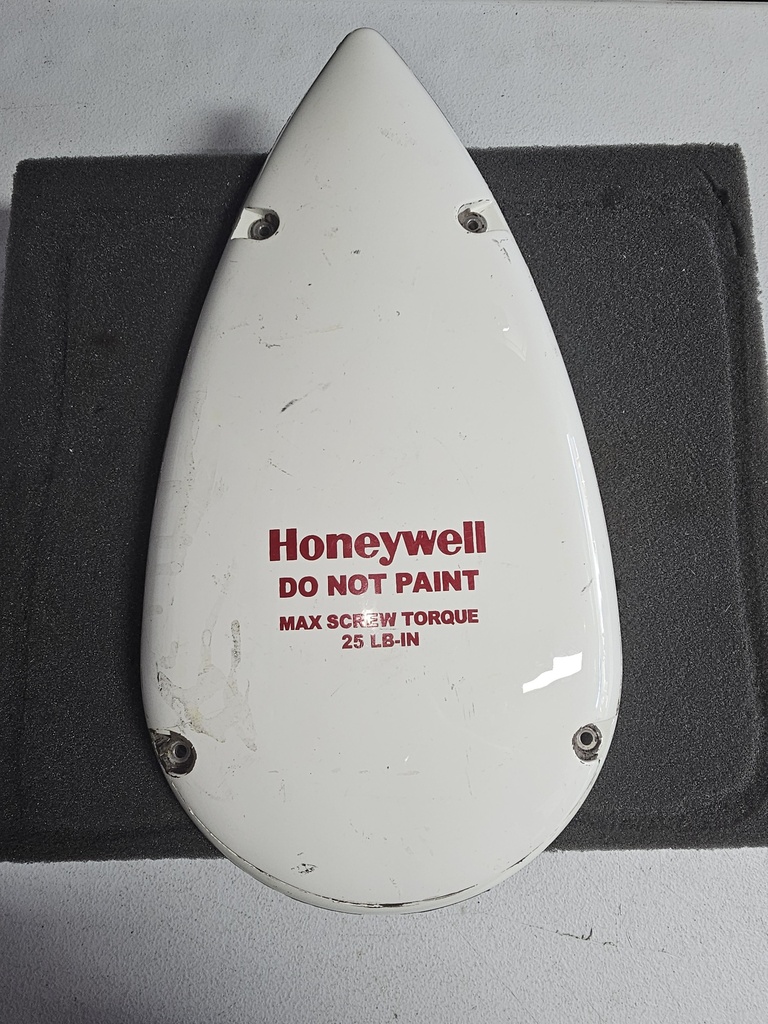 Honeywell
DO NOT PAINT
MAX SCREW TORQUE
25 LB-IN